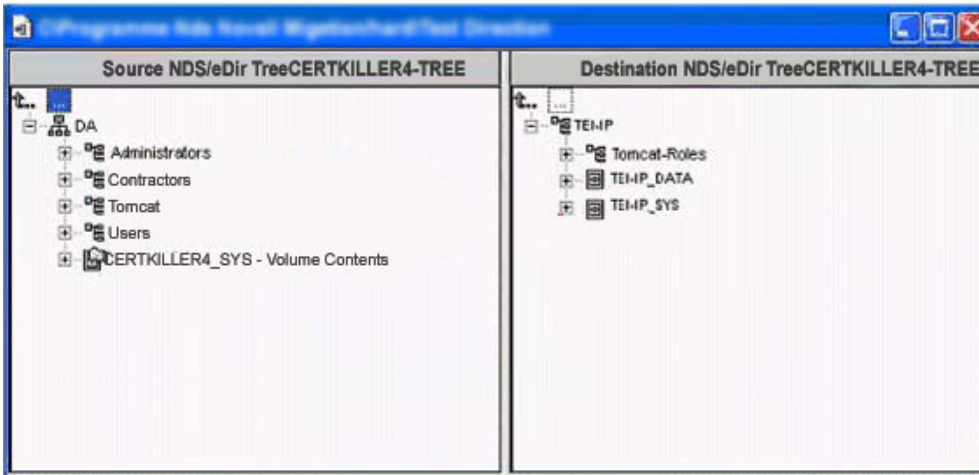 Source NDS/eDir TreeCERTKILLER4-TREE
...
DA
Administrators
Contractors
Tomcat
Users
CERTKILLER4_SYS - Volume Contents
Destination NDS/eDir TreeCERTKILLER4-TREE
...
TEMP
Tomcat-Roles
TEMP_DATA
TEMP_SYS